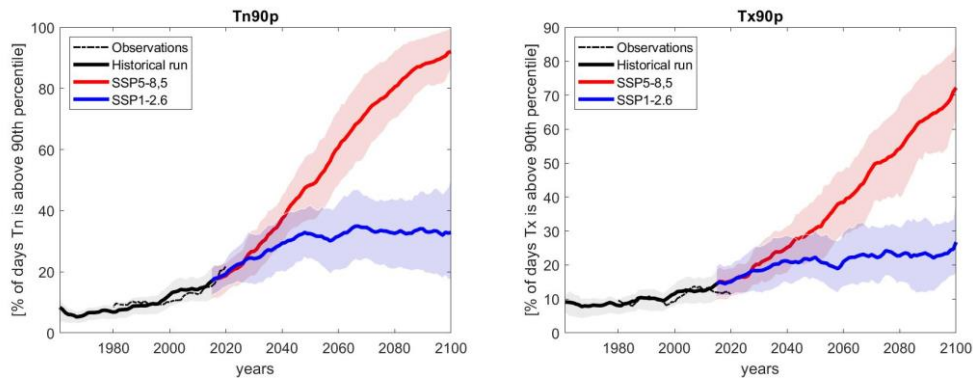 Tn90p
[% of days Tn is above 90th percentile]
100
80
60
40
20
0
Observations
Historical run
SSP5-8,5
SSP1-2.6
1980
2000
2020
2040
2060
2080
2100
years
Tx90p
[% of days Tx is above 90th percentile]
90
80
70
60
50
40
30
20
10
0
Observations
Historical run
SSP5-8,5
SSP1-2.6
1980
2000
2020
2040
2060
2080
2100
years